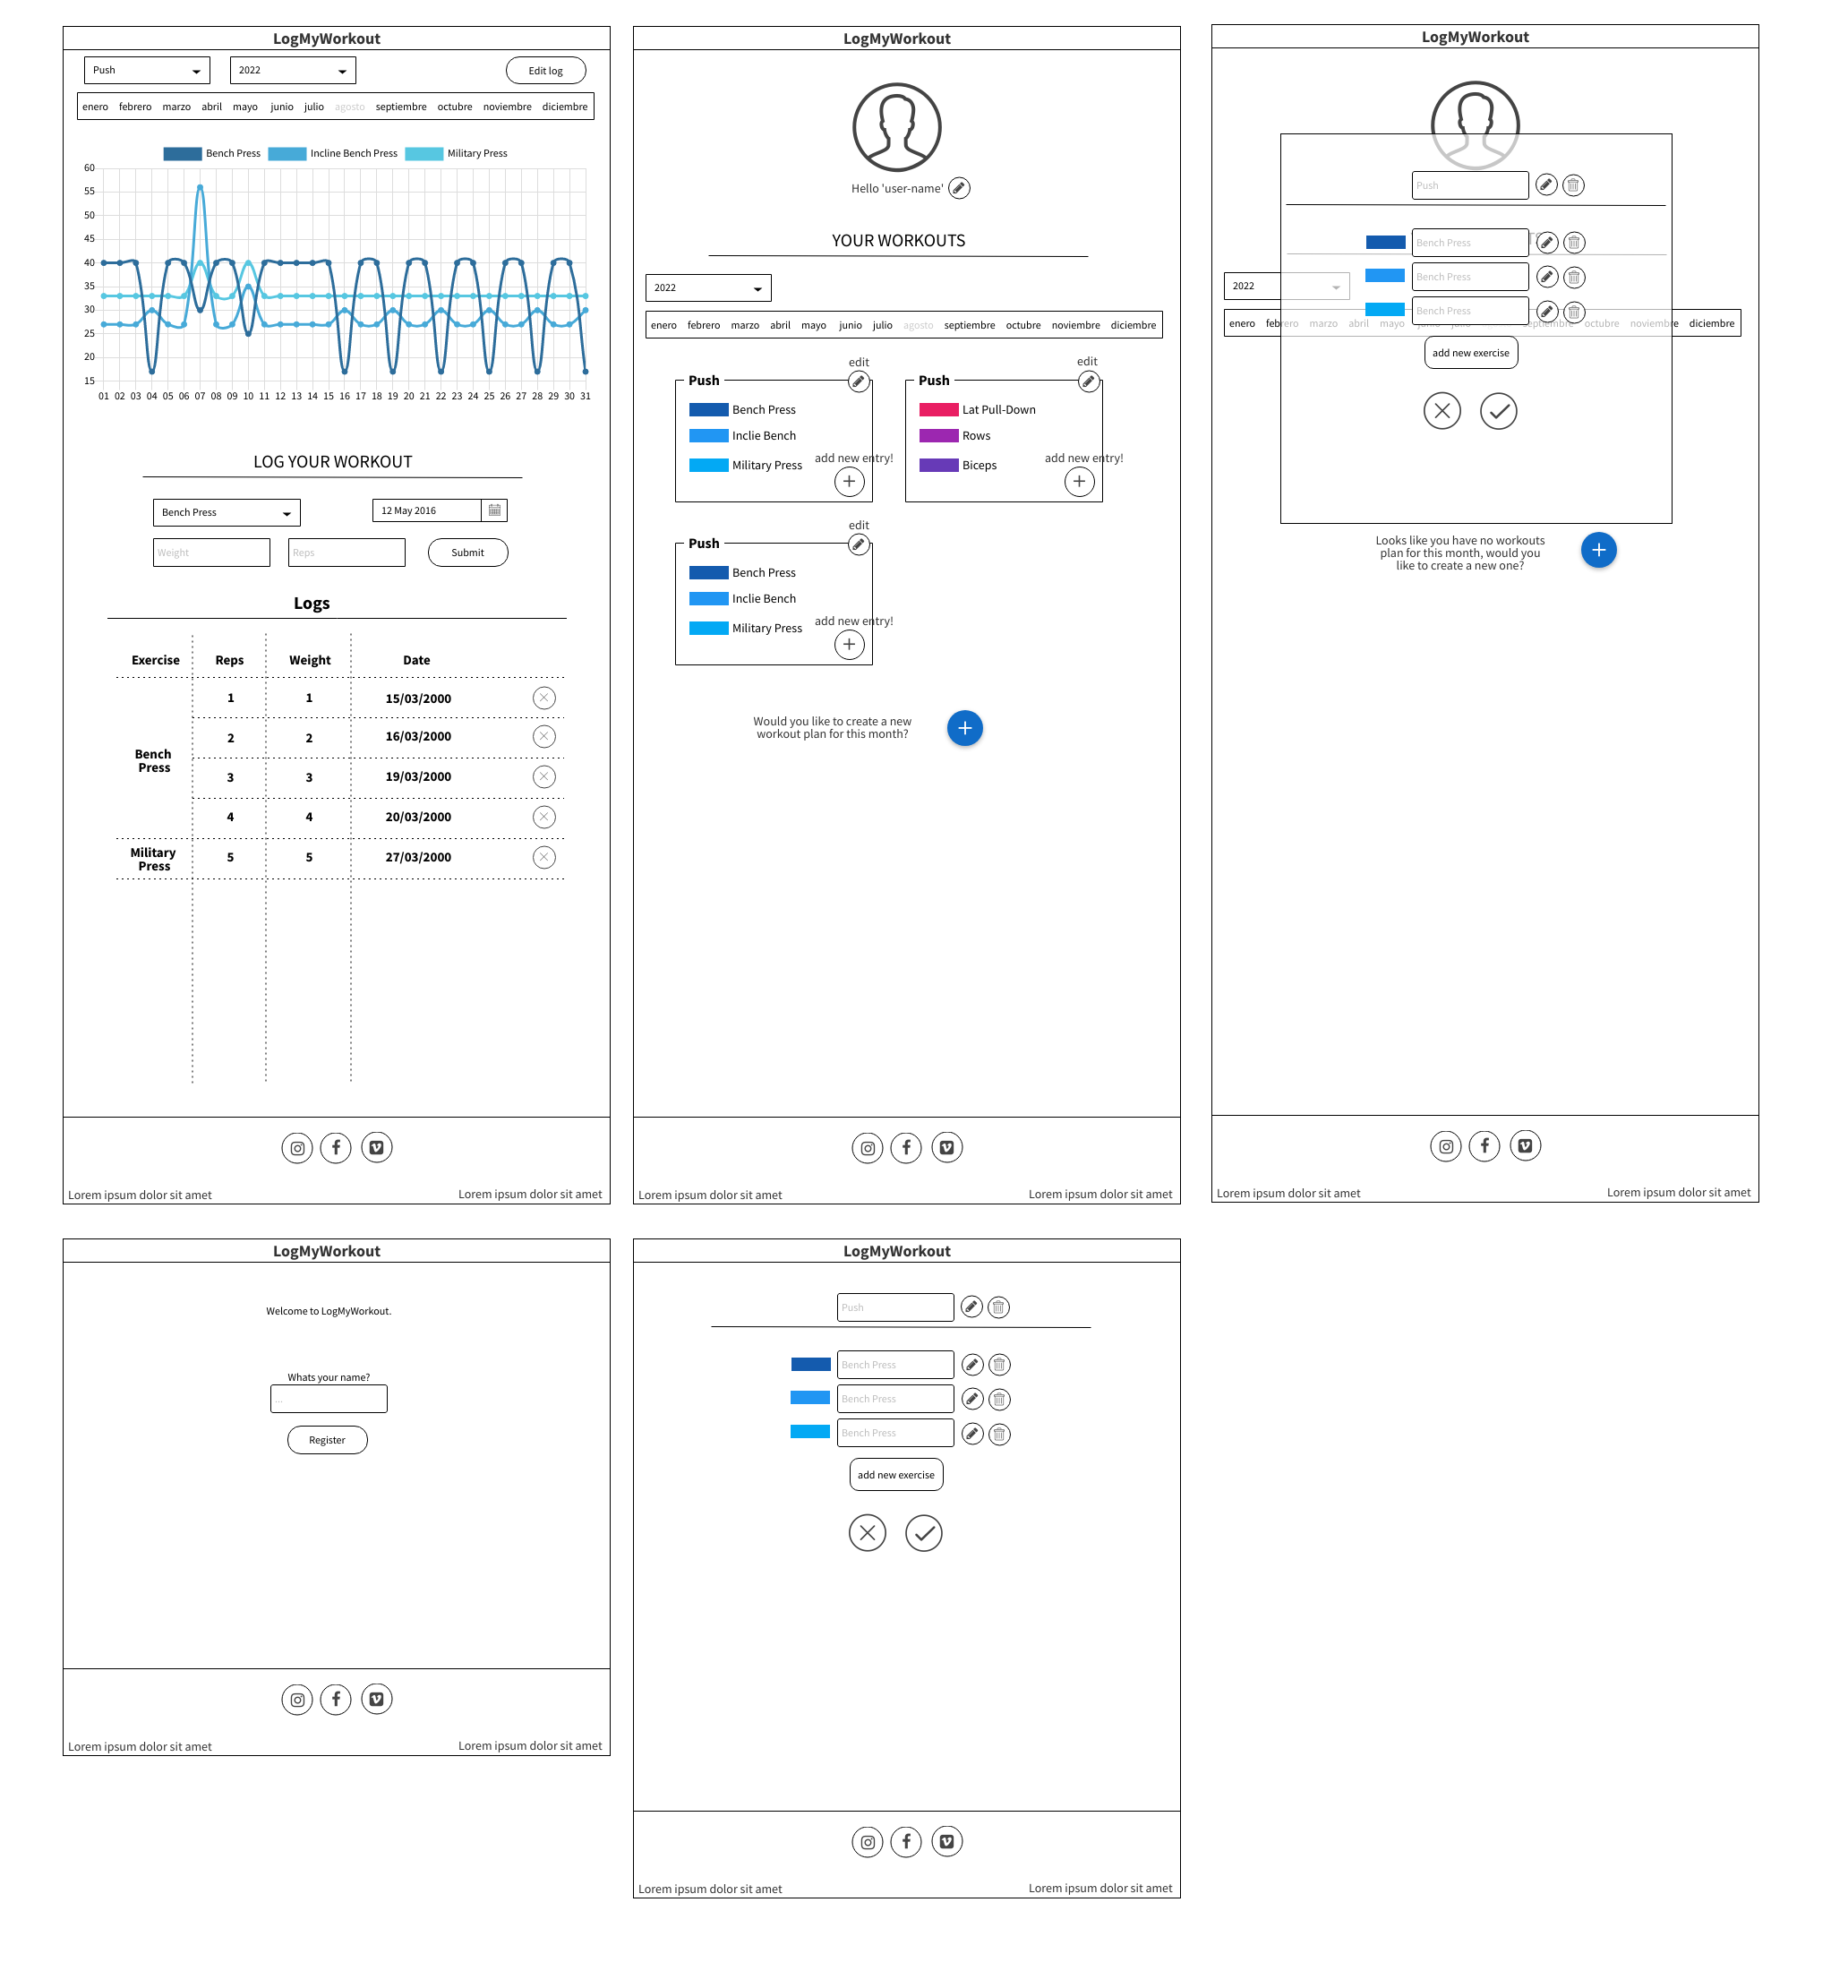 LogMyWorkout
Push
2022
Edit log
enero febrero marzo abril mayo junio julio agosto septiembre octubre noviembre diciembre
Bench Press Incline Bench Press Military Press
60
55
50
45
40
35
30
25
20
15
01 02 03 04 05 06 07 08 09 10 11 12 13 14 15 16 17 18 19 20 21 22 23 24 25 26 27 28 29 30 31
LOG YOUR WORKOUT
Bench Press
12 May 2016
Weight
Reps
Submit
Logs
Exercise Reps Weight Date
1 1 15/03/2000
2 2 16/03/2000
Bench
Press
3 3 19/03/2000
4 4 20/03/2000
Military
Press
5 5 27/03/2000
Lorem ipsum dolor sit amet
Lorem ipsum dolor sit amet
LogMyWorkout
Hello 'user-name'
YOUR WORKOUTS
2022
enero febrero marzo abril mayo junio julio agosto septiembre octubre noviembre diciembre
edit
Push
Bench Press
Inclie Bench
Military Press
add new entry!
edit
Push
Lat Pull-Down
Rows
Biceps
add new entry!
edit
Push
Bench Press
Inclie Bench
Military Press
add new entry!
Would you like to create a new
workout plan for this month?
Lorem ipsum dolor sit amet
Lorem ipsum dolor sit amet
LogMyWorkout
Push
Bench Press
Bench Press
2022
Bench Press
enero febrero marzo abril mayo septiembre octubre noviembre diciembre
add new exercise
Looks like you have no workouts
plan for this month, would you
like to create a new one?
Lorem ipsum dolor sit amet
Lorem ipsum dolor sit amet
LogMyWorkout
Welcome to LogMyWorkout.
Whats your name?
...
Register
Lorem ipsum dolor sit amet
Lorem ipsum dolor sit amet
LogMyWorkout
Push
Bench Press
Bench Press
Bench Press
add new exercise
Lorem ipsum dolor sit amet
Lorem ipsum dolor sit amet